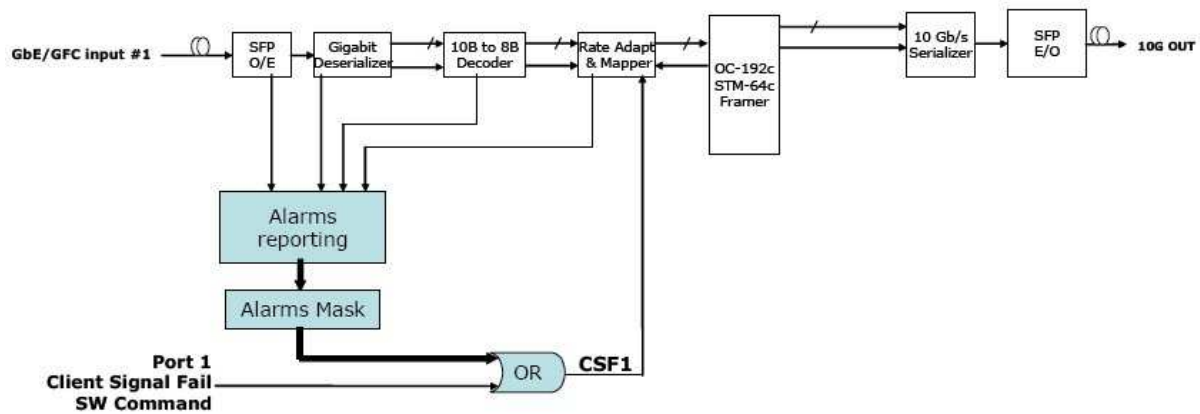 GbE/GFC input #1
SFP
O/E
Gigabit
Deserializer
10B to 8B
Decoder
Rate Adapt
& Mapper
OC-192c
STM-64c
Framer
10 Gb/s
Serializer
SFP
E/O
10G OUT
Alarms
reporting
Alarms Mask
Port 1
Client Signal Fail
SW Command
OR
CSF1